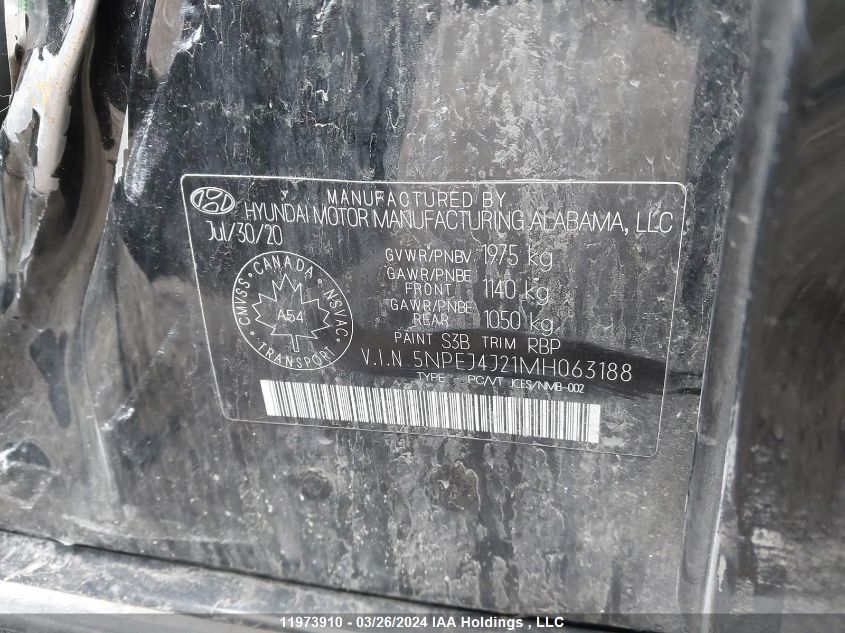 MANUFACTURED BY
HYUNDAI MOTOR MANUFACTURING ALABAMA, LLC
Jul/30/20
GVWR/PNBV 1975 kg
GAWR/PNBE
FRONT 1140 kg
GAWR/PNBE
REAR 1050 kg
PAINT S3B TRIM RBP
V.I.N 5NPEJ4J21MH063188
TYPE PC/VT JCES/NMB-002
CMVSS • CANADA • NSVAC
A54
TRANSPORT
11973910 - 03/26/2024 IAA Holdings , LLC